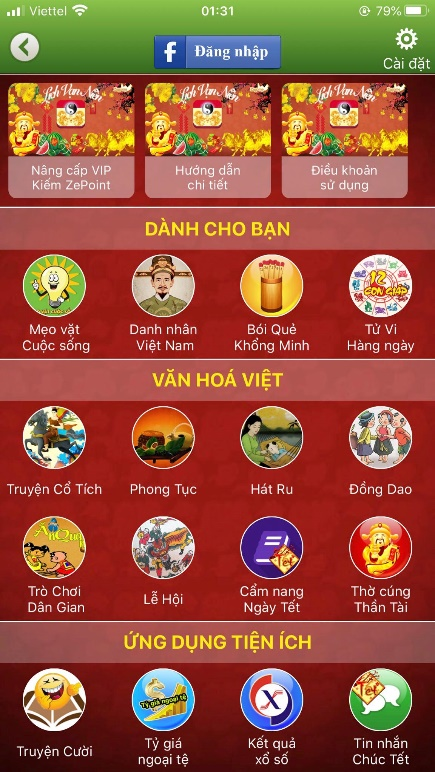 Viettel 01:31 79%
f Đăng nhập
Cài đặt
Lịch Vạn Niên Lịch Vạn Niên Lịch Vạn Niên
Nâng cấp VIP
Kiếm ZePoint
Hướng dẫn
chi tiết
Điều khoản
sử dụng
DÀNH CHO BẠN
12
CON GIÁP
Mẹo vặt
Cuộc sống
Danh nhân
Việt Nam
Bói Quẻ
Khổng Minh
Tử Vi
Hàng ngày
VĂN HOÁ VIỆT
Truyện Cổ Tích
Phong Tục
Hát Ru
Đồng Dao
Ăn Quan
Tết
Trò Chơi
Dân Gian
Lễ Hội
Cẩm nang
Ngày Tết
Thờ cúng
Thần Tài
ỨNG DỤNG TIỆN ÍCH
Tỷ giá ngoại tệ
X
Tết
Truyện Cười
Tỷ giá
ngoại tệ
Kết quả
xổ số
Tin nhắn
Chúc Tết